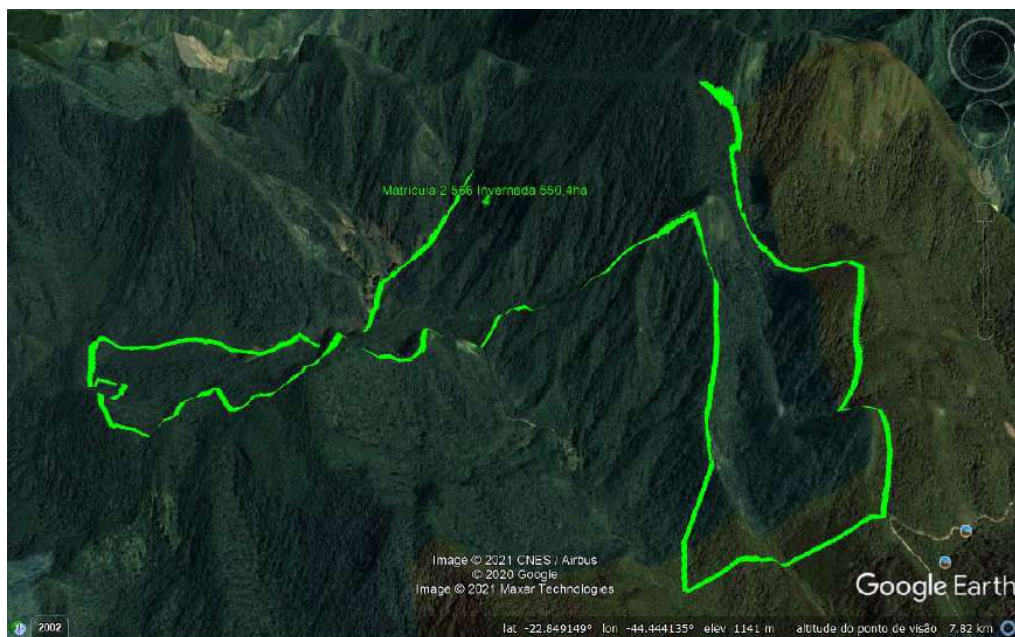 Matrícula 2.566 Invernada 550,4ha
Image © 2021 CNES / Airbus
© 2020 Google
Image © 2021 Maxar Technologies
Google Earth
2002
lat -22.849149° lon -44.444135° elev 1141 m altitude do ponto de visão 7.82 km